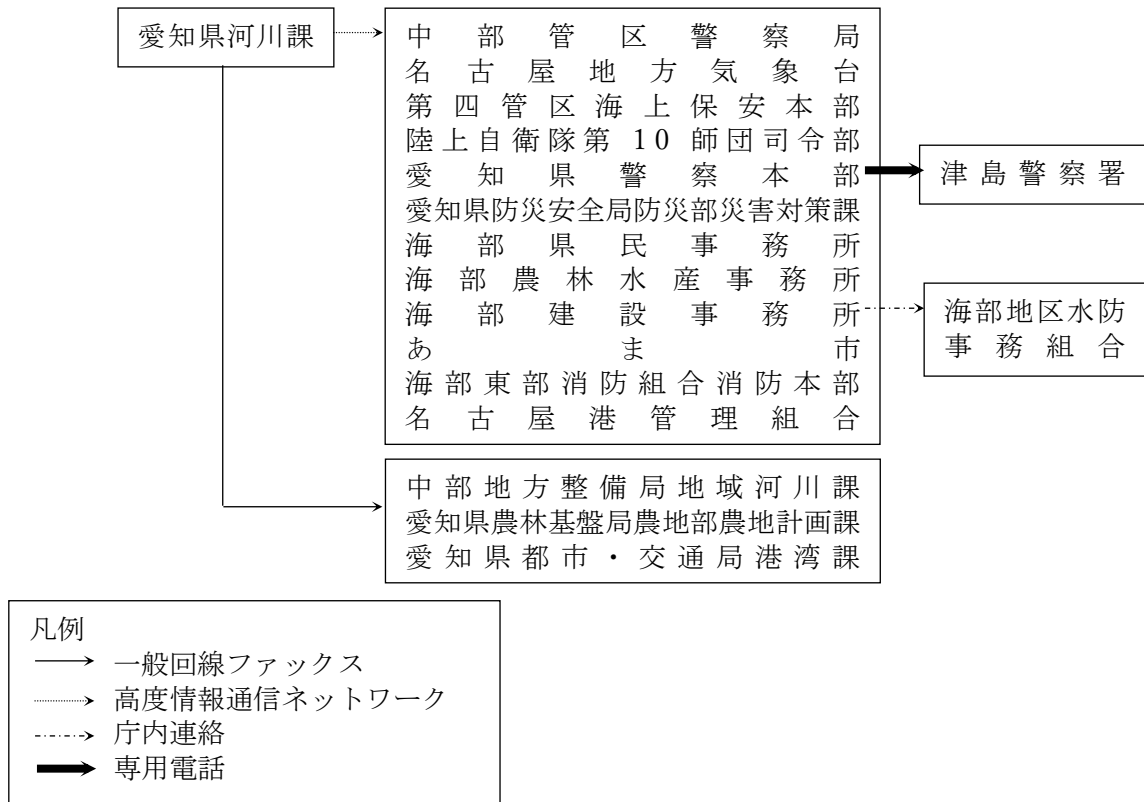 愛知県河川課
中部管区警察局
名古屋地方気象台
第四管区海上保安本部
陸上自衛隊第10師団司令部
愛知県警察本部
愛知県防災安全局防災部災害対策課
海部県民事務所
海部農林水産事務所
海部建設事務所
あま市
海部東部消防組合消防本部
名古屋港管理組合
津島警察署
海部地区水防
事務組合
中部地方整備局地域河川課
愛知県農林基盤局農地部農地計画課
愛知県都市・交通局港湾課
凡例
一般回線ファックス
高度情報通信ネットワーク
庁内連絡
専用電話